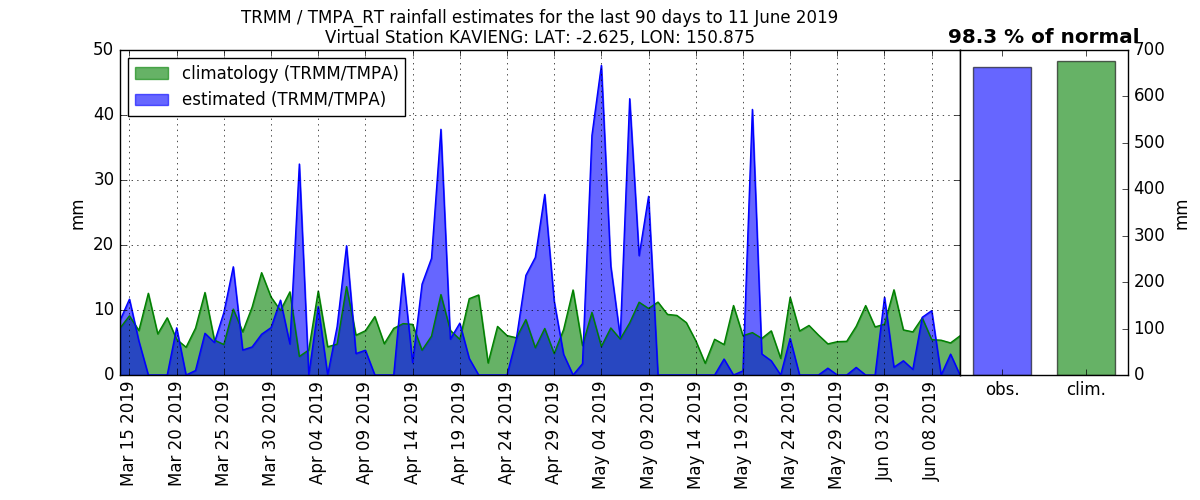 TRMM / TMPA_RT rainfall estimates for the last 90 days to 11 June 2019
Virtual Station KAVIENG: LAT: -2.625, LON: 150.875
98.3 % of normal
climatology (TRMM/TMPA)
estimated (TRMM/TMPA)
50
40
30
20
10
0
mm
Mar 15 2019
Mar 20 2019
Mar 25 2019
Mar 30 2019
Apr 04 2019
Apr 09 2019
Apr 14 2019
Apr 19 2019
Apr 24 2019
Apr 29 2019
May 04 2019
May 09 2019
May 14 2019
May 19 2019
May 24 2019
May 29 2019
Jun 03 2019
Jun 08 2019
obs.
clim.
700
600
500
400
300
200
100
0
mm